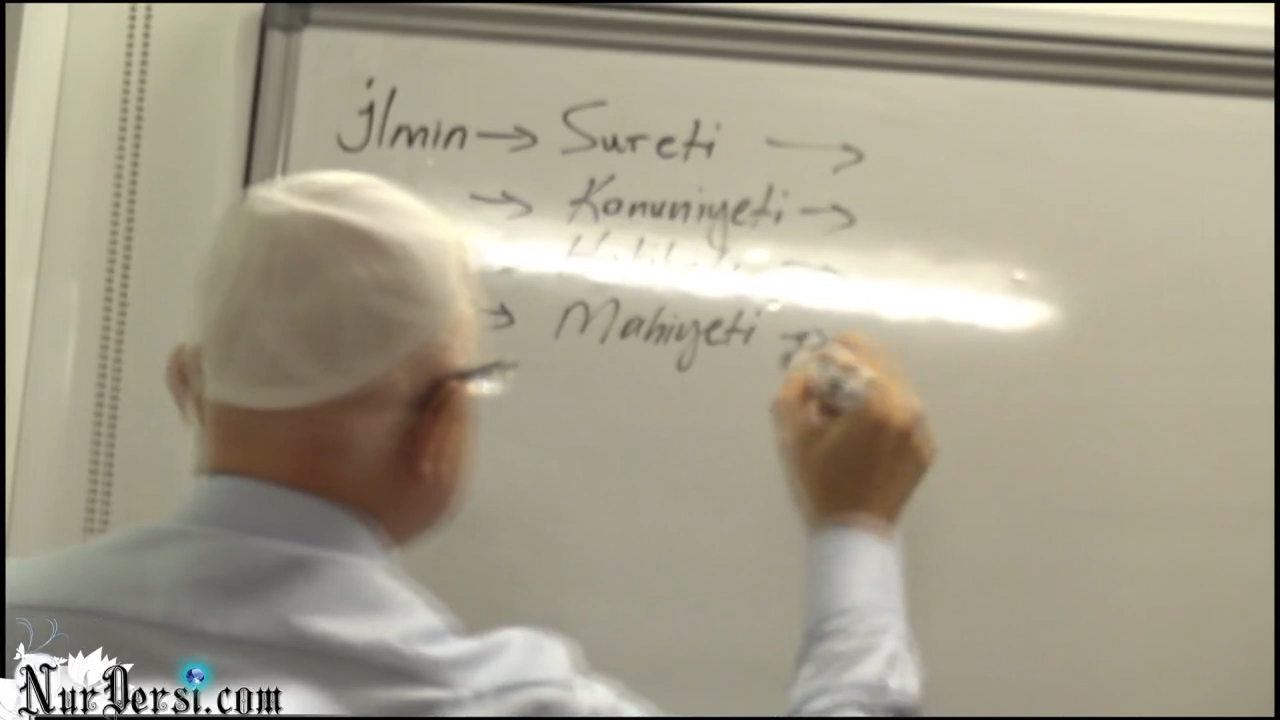 İlmin → Sureti →
→ Kanuniyeti →
→ Mahiyeti →
NurDersi.com